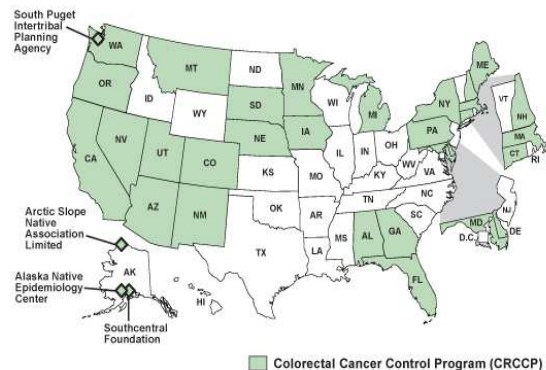 South Puget
Intertribal
Planning
Agency
WA
OR
MT
ID
ND
MN
WY
SD
WI
MI
NY
ME
VT
NH
MA
CT
RI
NV
CA
UT
CO
NE
IA
IL
IN
OH
PA
WV
VA
KS
MO
KY
NC
TN
AZ
NM
OK
AR
SC
MS
AL
GA
TX
LA
FL
NJ
MD
DE
D.C.
Arctic Slope
Native
Association
Limited
AK
Alaska Native
Epidemiology
Center
HI
Southcentral
Foundation
Colorectal Cancer Control Program (CRCCP)